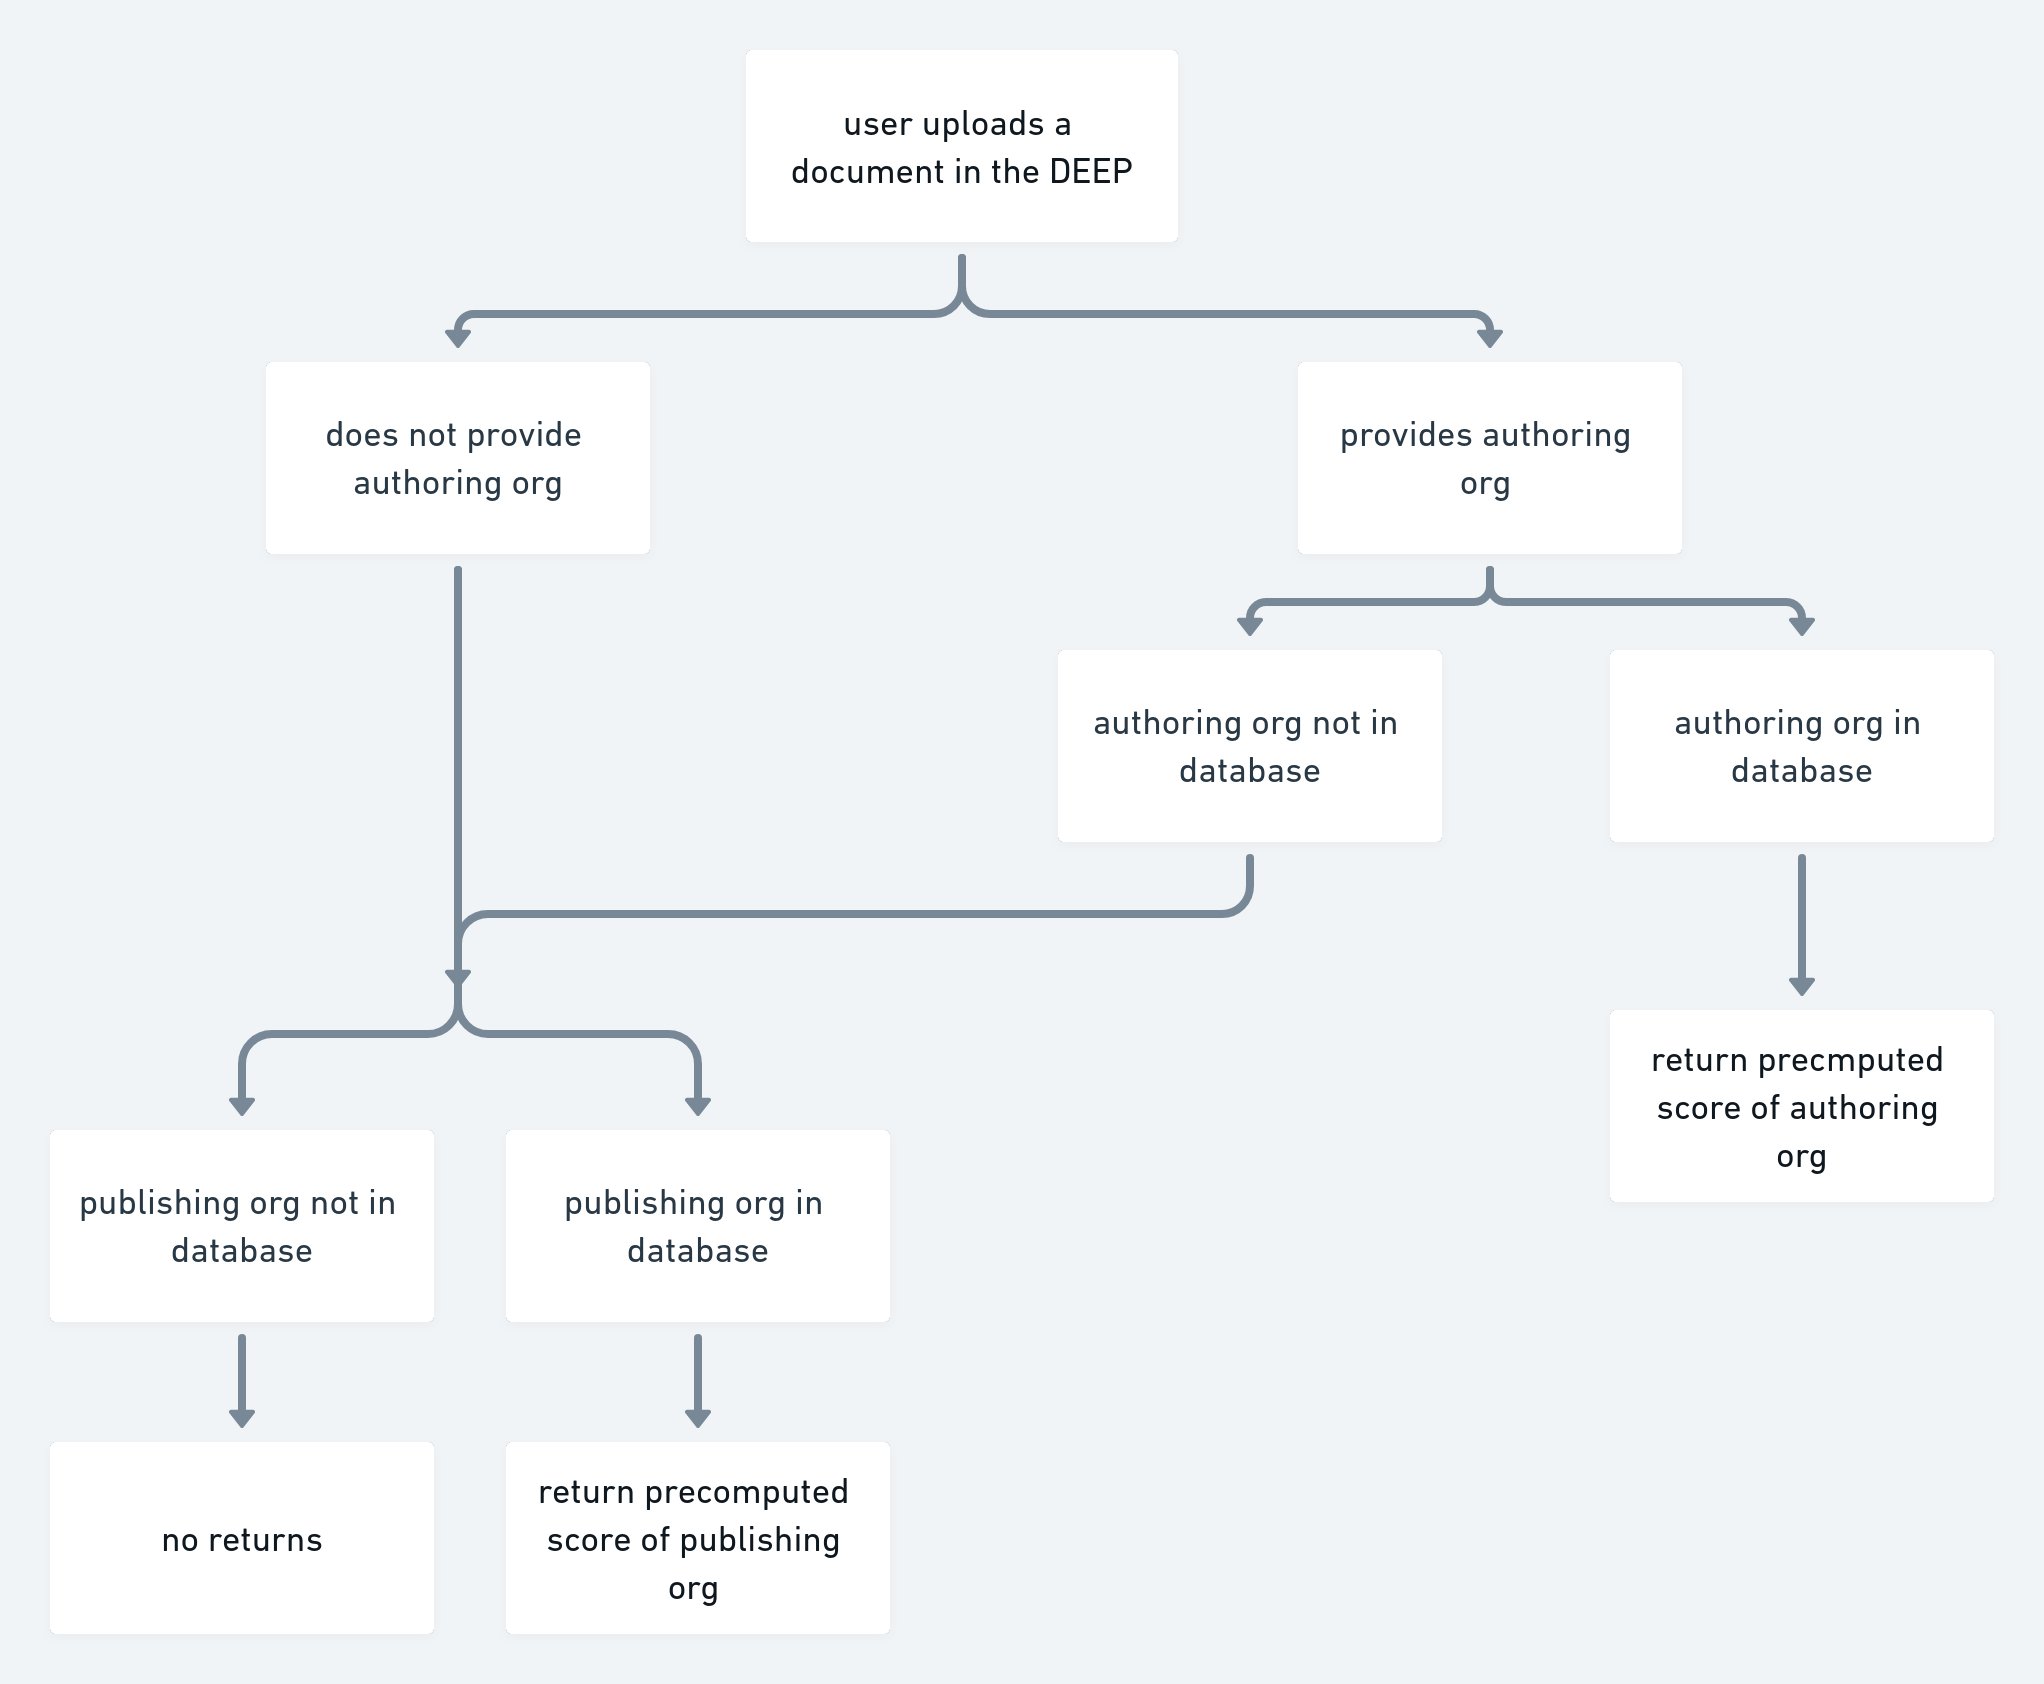 user uploads a
document in the DEEP
does not provide
authoring org
provides authoring
org
authoring org not in
database
authoring org in
database
return precmputed
score of authoring
org
publishing org not in
database
publishing org in
database
no returns
return precomputed
score of publishing
org